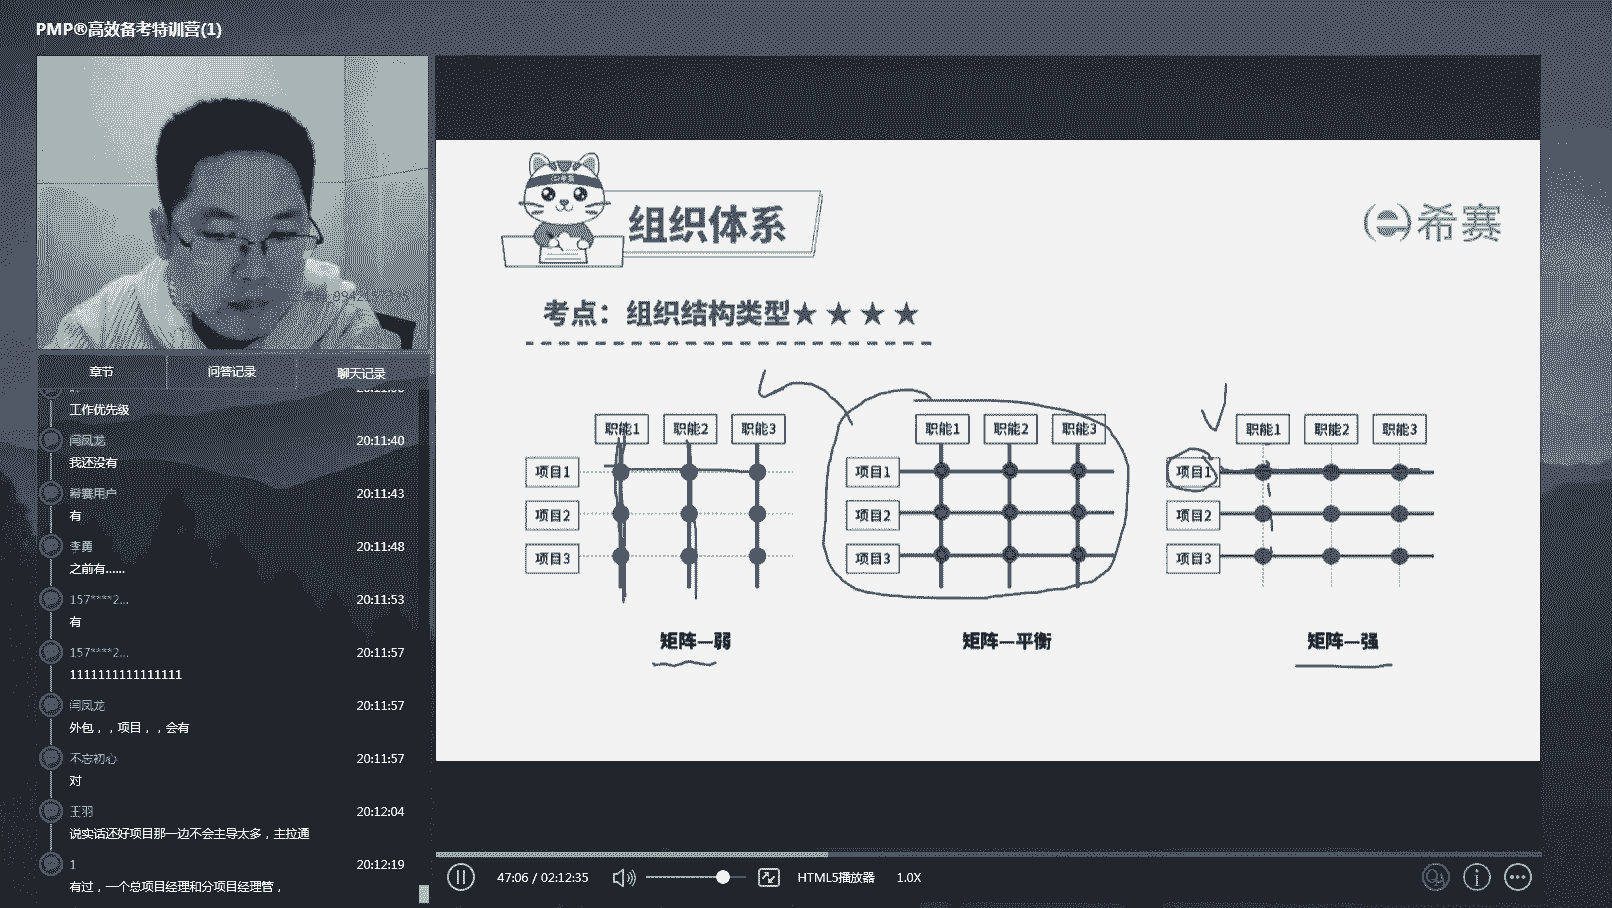 PMP®高效备考特训营(1)
章节
问答记录
聊天记录
工作优先级
闫凤龙
20:11:40
我还没有
希赛用户
20:11:43
有
李勇
20:11:48
之前有......
157****2...
20:11:53
有
157****2...
20:11:57
1111111111111111
闫凤龙
20:11:57
外包，，项目，，会有
不忘初心
20:11:57
对
王羽
20:12:04
说实话还好项目那一边不会主导太多，主拉通
1
20:12:19
有过，一个总项目经理和分项目经理管，
组织体系
希赛
考点：组织结构类型★ ★ ★ ★
职能1 职能2 职能3
项目1
项目2
项目3
矩阵—弱
职能1 职能2 职能3
项目1
项目2
项目3
矩阵—平衡
职能1 职能2 职能3
项目1
项目2
项目3
矩阵—强
47:06 / 02:12:35
HTML5播放器
1.0X